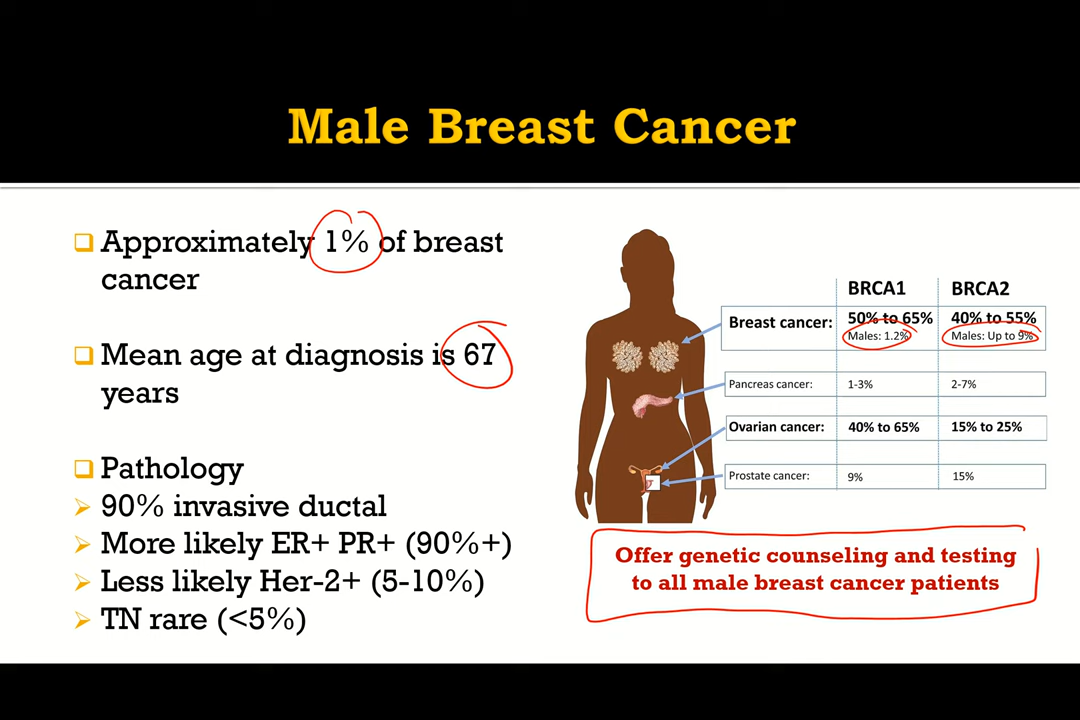 Male Breast Cancer
Approximately 1% of breast
cancer
Mean age at diagnosis is 67
years
Pathology
90% invasive ductal
More likely ER+ PR+ (90%+)
Less likely Her-2+ (5-10%)
TN rare (<5%)
BRCA1 BRCA2
Breast cancer: 50% to 65% 40% to 55%
Males: 1.2% Males: Up to 9%
Pancreas cancer: 1-3% 2-7%
Ovarian cancer: 40% to 65% 15% to 25%
Prostate cancer: 9% 15%
Offer genetic counseling and testing
to all male breast cancer patients